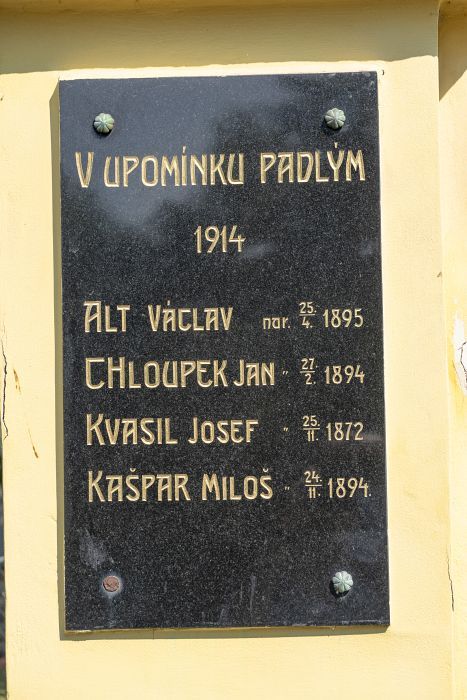 V UPOMÍNKU PADLÝM
1914
ALT VÁCLAV nar. 25./4. 1895
CHLOUPEK JAN „ 27./2. 1894
KVASIL JOSEF „ 25./11. 1872
KAŠPAR MILOŠ „ 24./11. 1894.